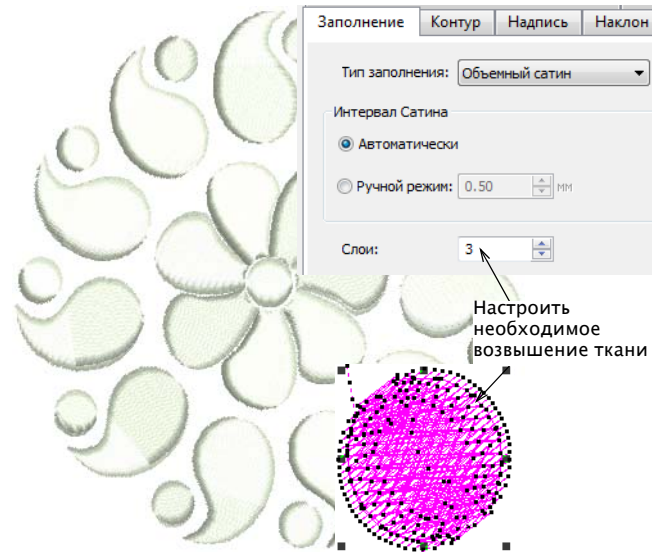 Заполнение Контур Надпись Наклон
Тип заполнения: Объемный сатин
Интервал Сатина
Автоматически
Ручной режим: 0.50 мм
Слои: 3
Настроить
необходимое
возвышение ткани